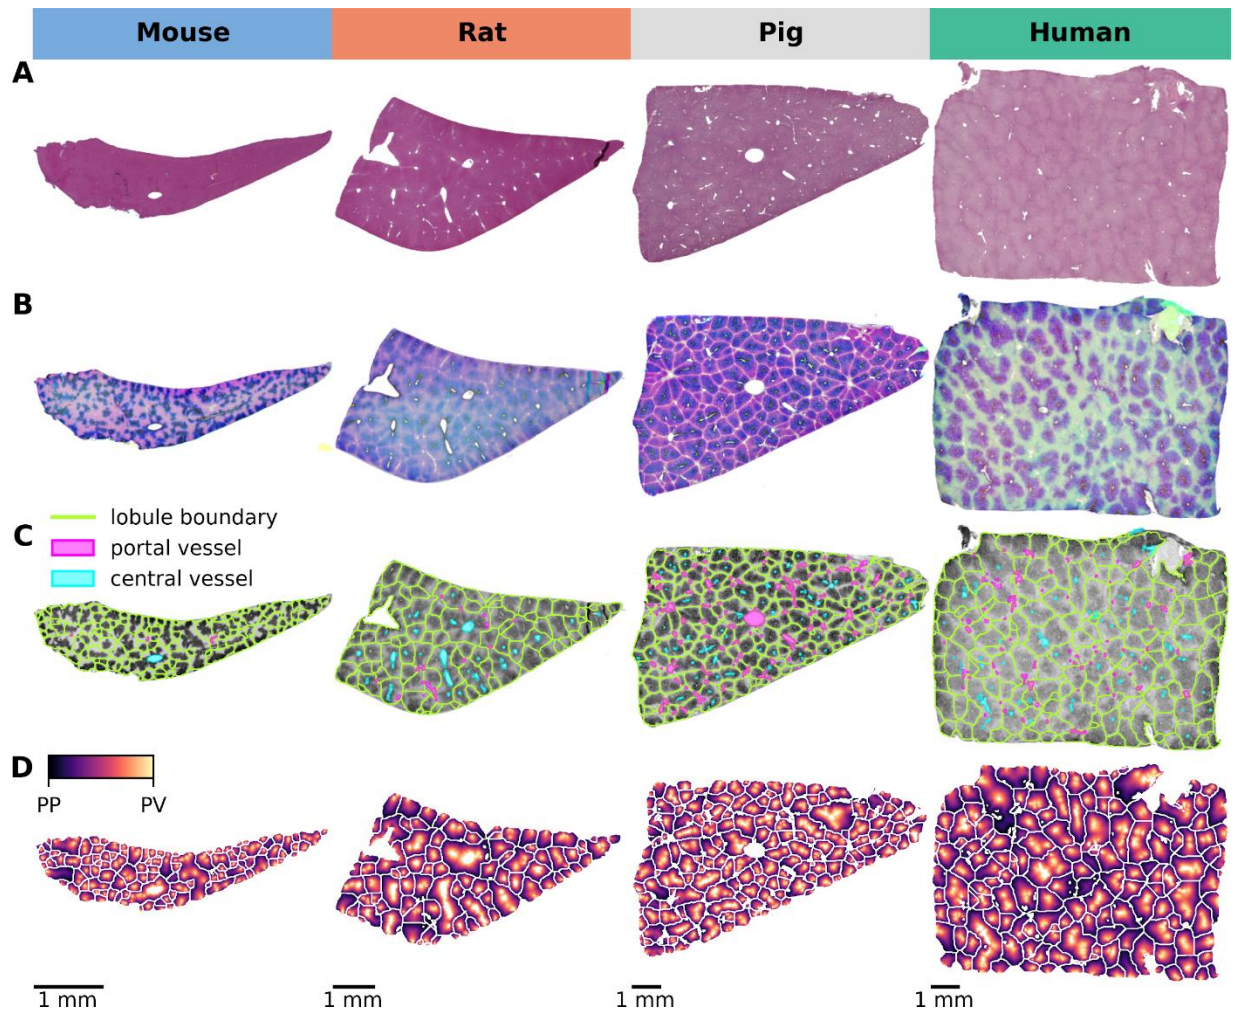 Mouse Rat Pig Human
A
B
C
lobule boundary
portal vessel
central vessel
D
PP PV
1 mm 1 mm 1 mm 1 mm